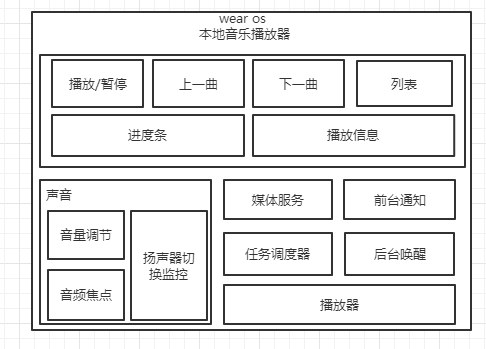 wear os
本地音乐播放器
播放/暂停
上一曲
下一曲
列表
进度条
播放信息
声音
音量调节
音频焦点
扬声器切
换监控
媒体服务
前台通知
任务调度器
后台唤醒
播放器